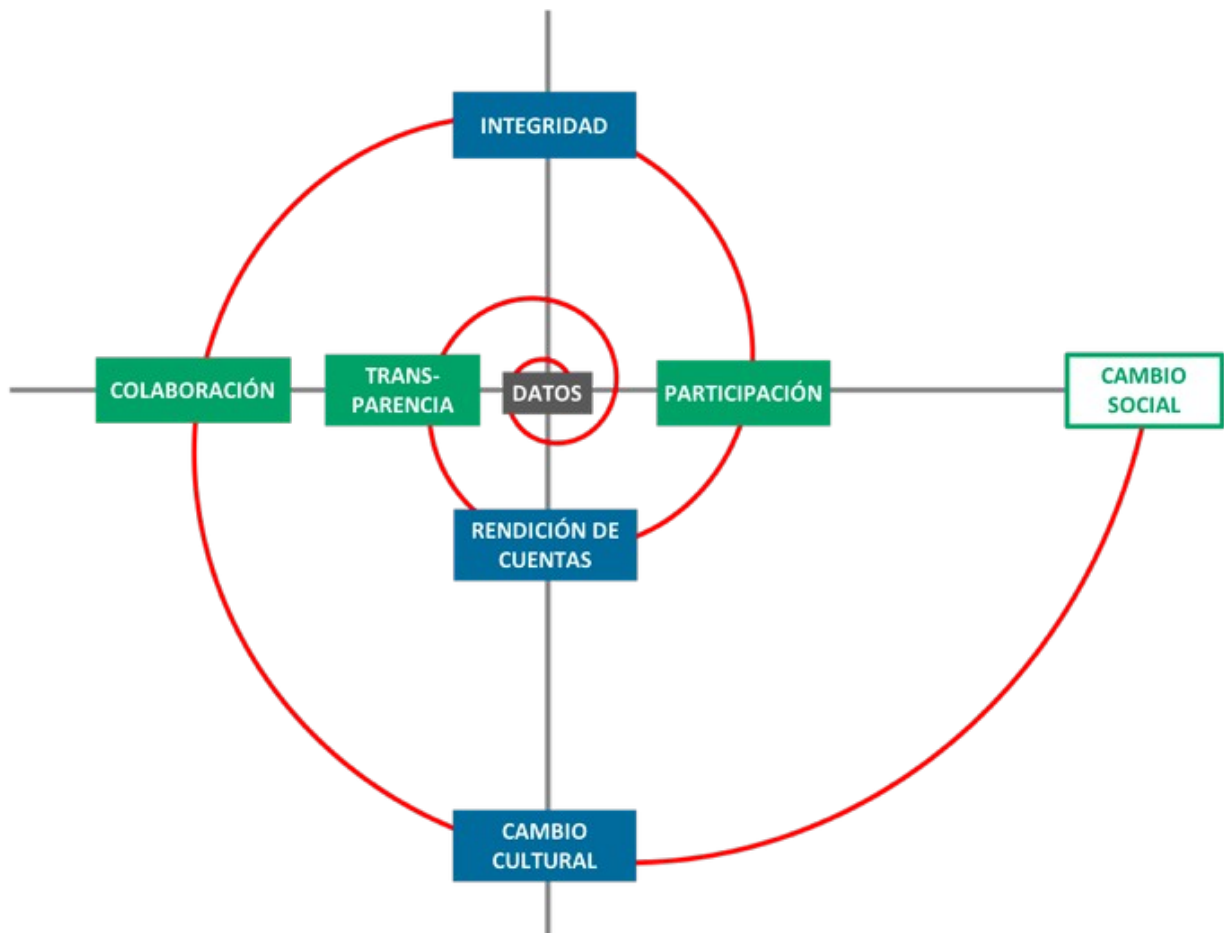 INTEGRIDAD
COLABORACIÓN
TRANS-
PARENCIA
DATOS
PARTICIPACIÓN
CAMBIO
SOCIAL
RENDICIÓN DE
CUENTAS
CAMBIO
CULTURAL